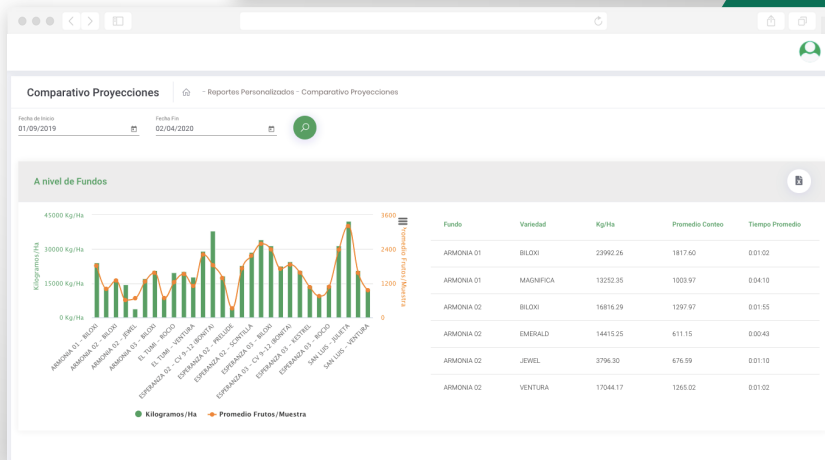 Comparativo Proyecciones
- Reportes Personalizados - Comparativo Proyecciones
Fecha de Inicio
01/09/2019
Fecha Fin
02/04/2020
A nivel de Fundos
45000 Kg/Ha
30000 Kg/Ha
15000 Kg/Ha
0 Kg/Ha
Kilogramos/Ha
3600
2400
1200
0
Promedio Frutos/Muestra
ARMONIA 01 - BILOXI
ARMONIA 02 - BILOXI
ARMONIA 02 - JEWEL
ARMONIA 03 - BILOXI
EL TUMI - ROCIO
EL TUMI - VENTURA
ESPERANZA 02 - CV 9-12 (BONITA)
ESPERANZA 02 - PRELUDE
ESPERANZA 02 - SCINTILLA
ESPERANZA 03 - BILOXI
ESPERANZA 03 - CV 9-12 (BONITA)
ESPERANZA 03 - KESTREL
ESPERANZA 03 - ROCIO
SAN LUIS - JULIETA
SAN LUIS - VENTURA
Kilogramos/Ha Promedio Frutos/Muestra
Fundo Variedad Kg/Ha Promedio Conteo Tiempo Promedio
ARMONIA 01 BILOXI 23992.26 1817.60 0:01:02
ARMONIA 01 MAGNIFICA 13252.35 1003.97 0:04:10
ARMONIA 02 BILOXI 16816.29 1297.97 0:01:55
ARMONIA 02 EMERALD 14415.25 611.15 0:00:43
ARMONIA 02 JEWEL 3796.30 676.59 0:01:10
ARMONIA 02 VENTURA 17044.17 1265.02 0:01:02